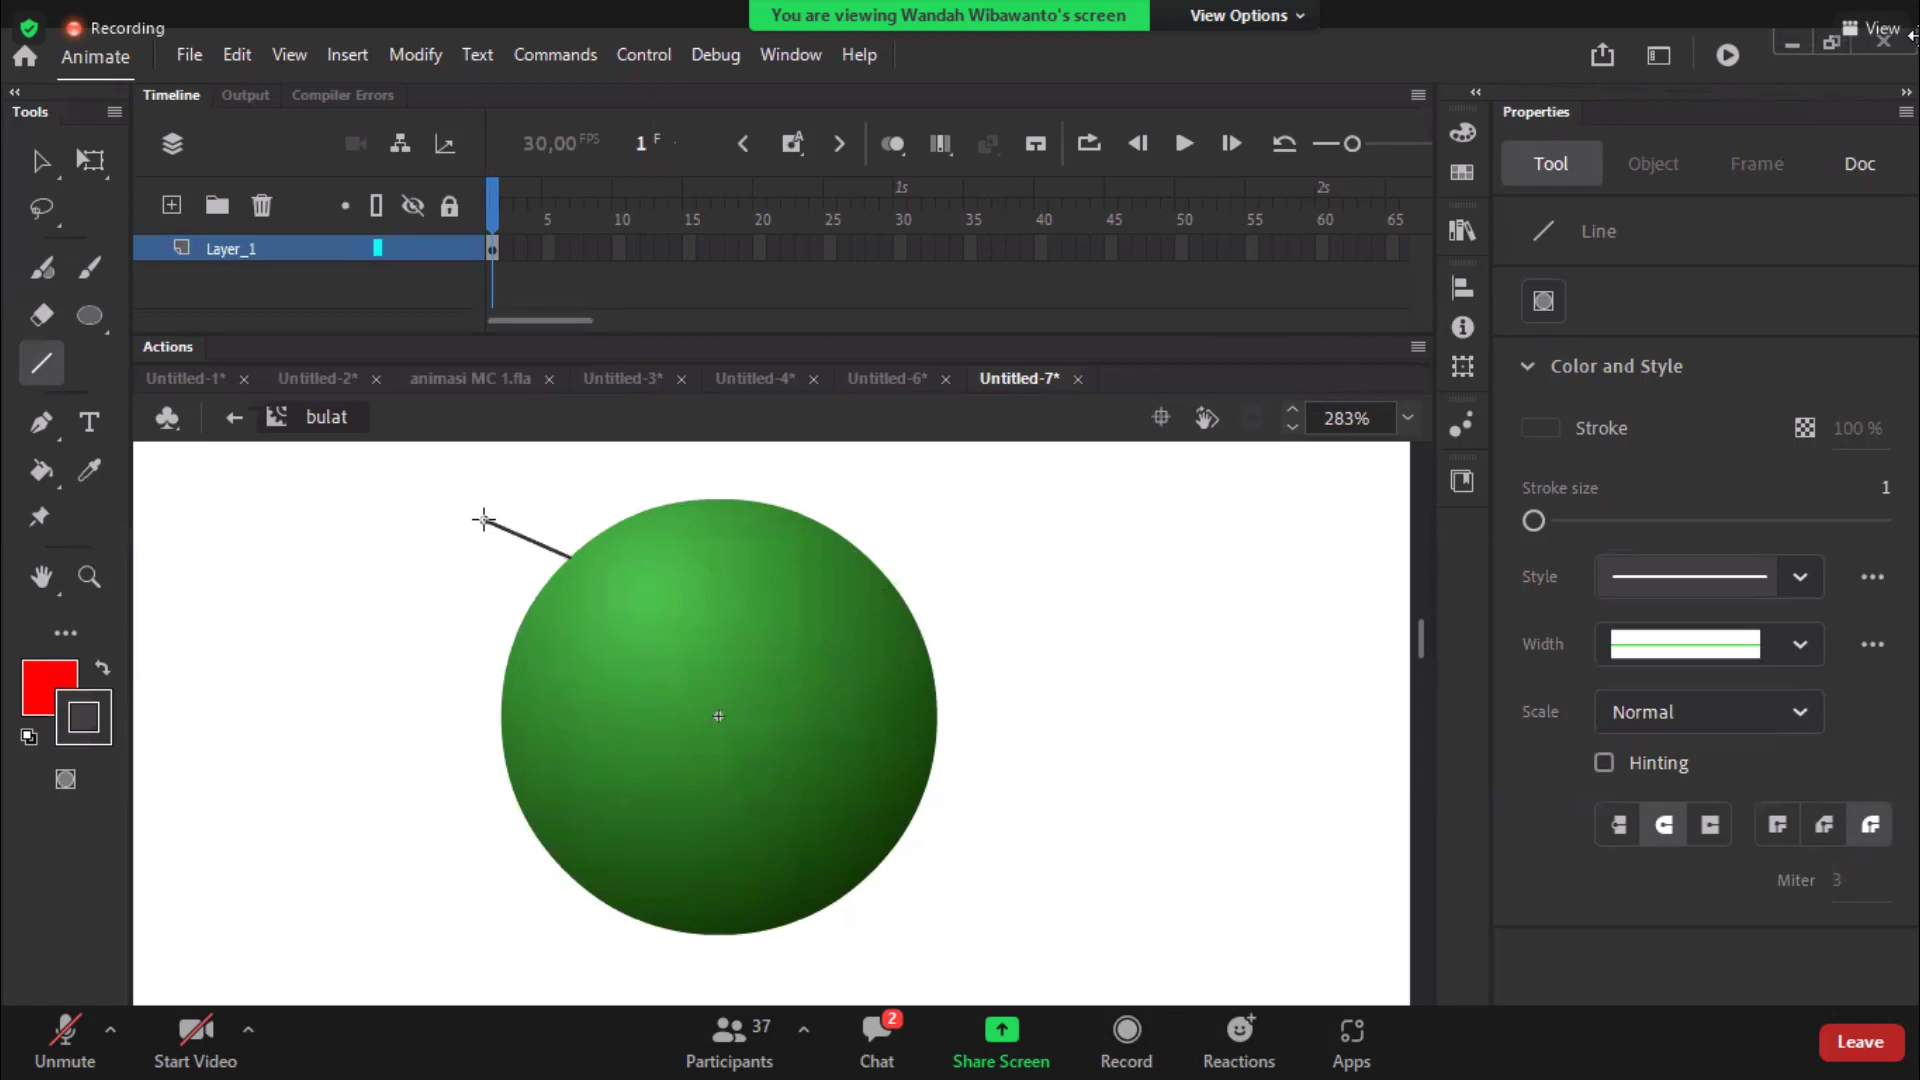 You are viewing Wandah Wibawanto's screen
View Options
Recording
View
Animate
File
Edit
View
Insert
Modify
Text
Commands
Control
Debug
Window
Help
Tools
Timeline
Output
Compiler Errors
Properties
30,00 FPS
1 F
Tool
Object
Frame
Doc
1s
2s
5
10
15
20
25
30
35
40
45
50
55
60
65
Layer_1
Line
Actions
Untitled-1*
Untitled-2*
animasi MC 1.fla
Untitled-3*
Untitled-4*
Untitled-6*
Untitled-7*
bulat
283%
Color and Style
Stroke
100 %
Stroke size
1
Style
Width
Scale
Normal
Hinting
Miter
3
Unmute
Start Video
Participants
37
Chat
2
Share Screen
Record
Reactions
Apps
Leave